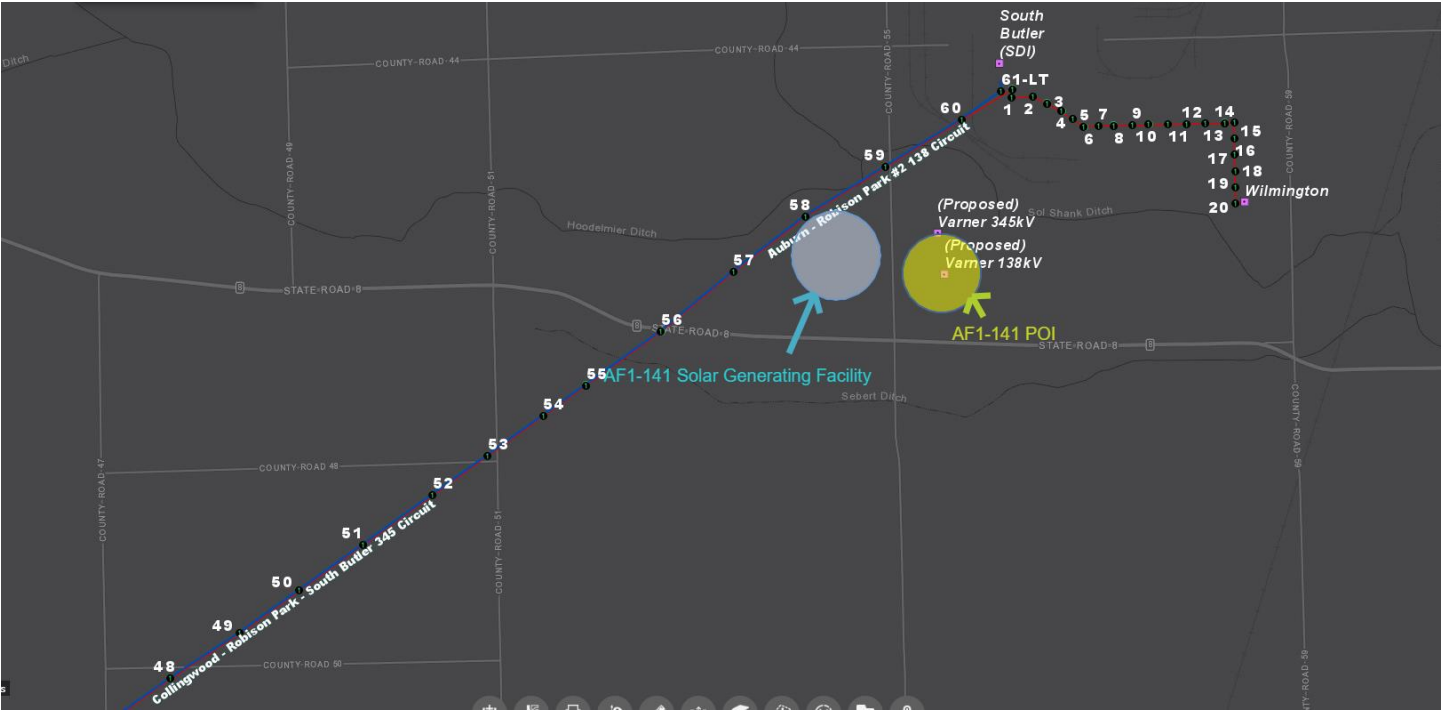 South
Butler
(SDI)
Ditch
COUNTY-ROAD-44
COUNTY-ROAD-44
COUNTY-ROAD-55
61-LT
1
2
3
4
5
6
7
8
9
10
11
12
13
14
15
16
17
18
19
20
Wilmington
COUNTY-ROAD-59
60
59
58
57
56
55
54
53
52
51
50
49
48
Auburn - Robison Park #2 138 Circuit
COUNTY-ROAD-49
COUNTY-ROAD-51
Hoodelmier Ditch
(Proposed)
Varner 345kV
(Proposed)
Varner 138kV
Sol Shank Ditch
8
STATE-ROAD-8
8
STATE-ROAD-8
AF1-141 POI
STATE-ROAD-8
8
AF1-141 Solar Generating Facility
Sebert Ditch
COUNTY-ROAD-47
COUNTY-ROAD 48
COUNTY-ROAD-51
COUNTY-ROAD-59
Collingwood - Robison Park - South Butler 345 Circuit
COUNTY-ROAD 50
s